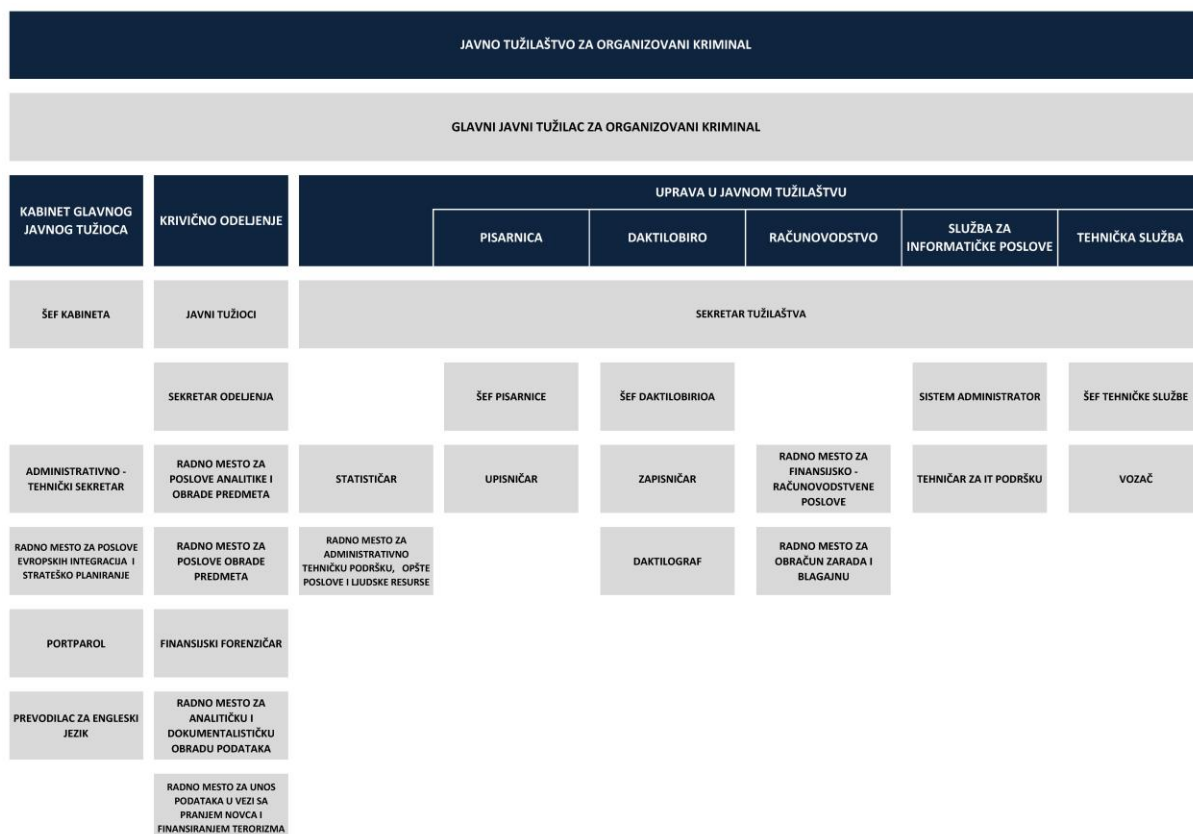 JAVNO TUŽILAŠTVO ZA ORGANIZOVANI KRIMINAL
GLAVNI JAVNI TUŽILAC ZA ORGANIZOVANI KRIMINAL
KABINET GLAVNOG
JAVNOG TUŽIOCA
KRIVIČNO ODELJENJE
UPRAVA U JAVNOM TUŽILAŠTVU
PISARNICA
DAKTILOBIRO
RAČUNOVODSTVO
SLUŽBA ZA
INFORMATIČKE POSLOVE
TEHNIČKA SLUŽBA
ŠEF KABINETA
JAVNI TUŽIOCI
SEKRETAR TUŽILAŠTVA
SEKRETAR ODELJENJA
ŠEF PISARNICE
ŠEF DAKTILOBIRIOA
SISTEM ADMINISTRATOR
ŠEF TEHNIČKE SLUŽBE
ADMINISTRATIVNO -
TEHNIČKI SEKRETAR
RADNO MESTO ZA
POSLOVE ANALITIKE I
OBRADE PREDMETA
STATISTIČAR
UPISNIČAR
ZAPISNIČAR
RADNO MESTO ZA
FINANSIJSKO -
RAČUNOVODSTVENE
POSLOVE
TEHNIČAR ZA IT PODRŠKU
VOZAČ
RADNO MESTO ZA POSLOVE
EVROPSKIH INTEGRACIJA I
STRATEŠKO PLANIRANJE
RADNO MESTO ZA
POSLOVE OBRADE
PREDMETA
RADNO MESTO ZA
ADMINISTRATIVNO
TEHNIČKU PODRŠKU, OPŠTE
POSLOVE I LJUDSKE RESURSE
DAKTILOGRAF
RADNO MESTO ZA
OBRAČUN ZARADA I
BLAGAJNU
PORTPAROL
FINANSIJSKI FORENZIČAR
PREVODILAC ZA ENGLESKI
JEZIK
RADNO MESTO ZA
ANALITIČKU I
DOKUMENTALISTIČKU
OBRADU PODATAKA
RADNO MESTO ZA UNOS
PODATAKA U VEZI SA
PRANJEM NOVCA I
FINANSIRANJEM TERORIZMA